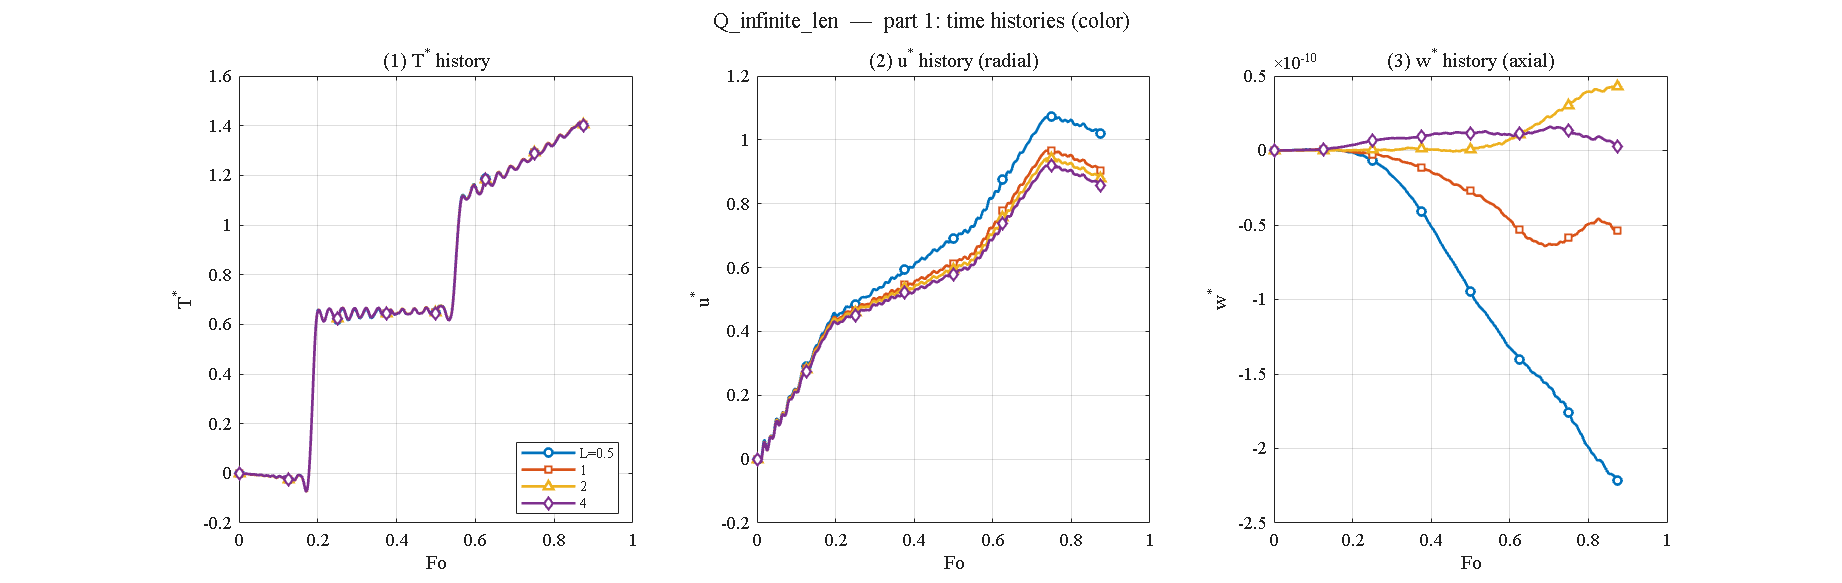 Q_infinite_len — part 1: time histories (color)
(1) T* history
1.6
1.4
1.2
1
0.8
0.6
0.4
0.2
0
-0.2
T*
0 0.2 0.4 0.6 0.8 1
Fo
L=0.5
1
2
4
(2) u* history (radial)
1.2
1
0.8
0.6
0.4
0.2
0
-0.2
u*
0 0.2 0.4 0.6 0.8 1
Fo
×10-10
(3) w* history (axial)
0.5
0
-0.5
-1
-1.5
-2
-2.5
w*
0 0.2 0.4 0.6 0.8 1
Fo